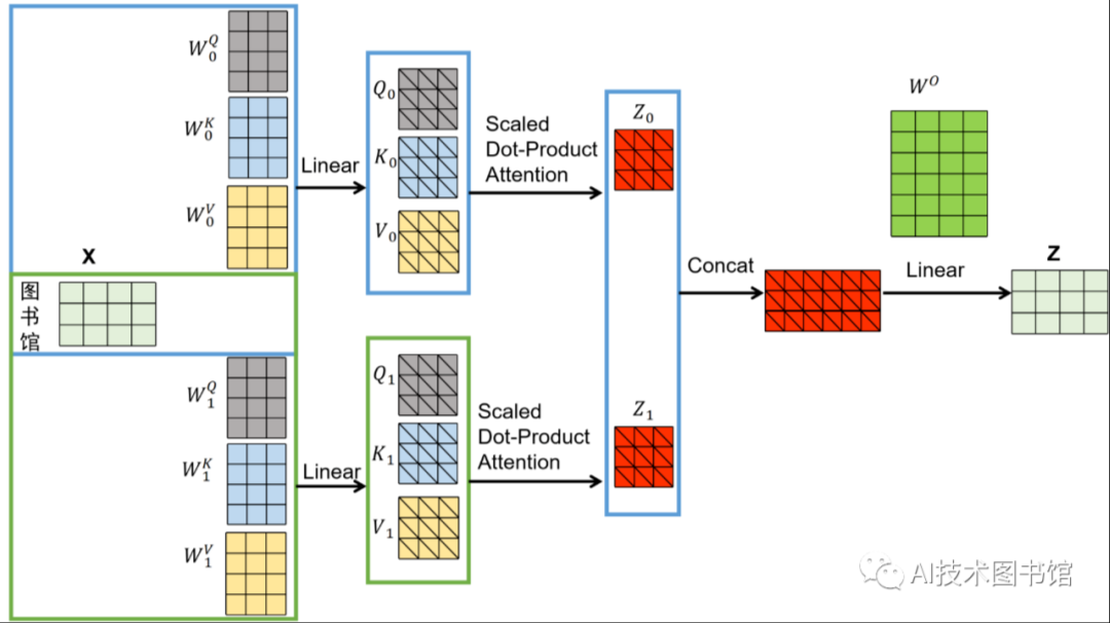 W_0^Q
W_0^K
W_0^V
X
图
书
馆
W_1^Q
W_1^K
W_1^V
Linear
Linear
Q_0
K_0
V_0
Q_1
K_1
V_1
Scaled
Dot-Product
Attention
Scaled
Dot-Product
Attention
Z_0
Z_1
Concat
W^O
Linear
Z
AI技术图书馆